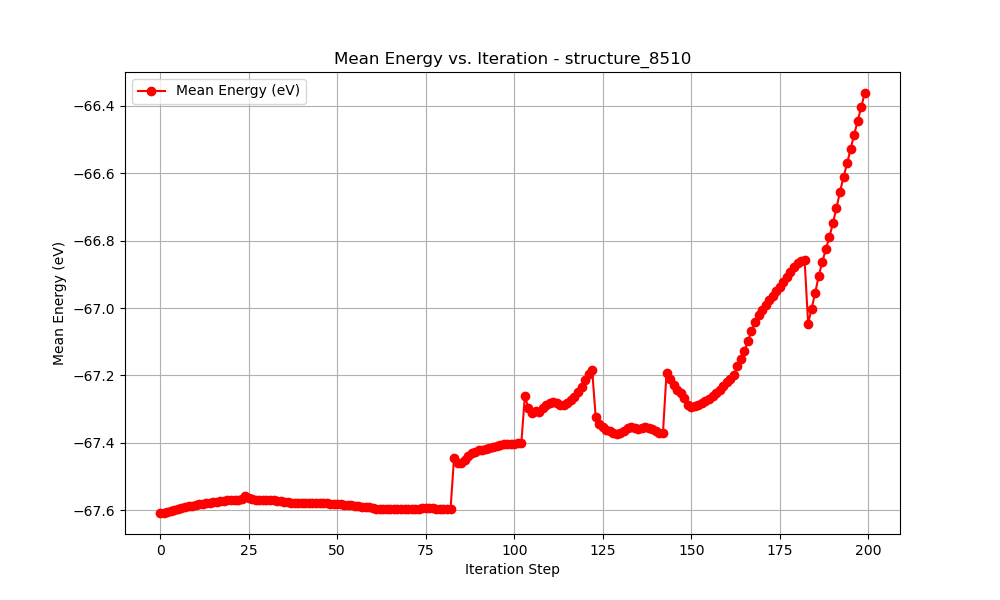 Mean Energy vs. Iteration - structure_8510
Mean Energy (eV)
Mean Energy (eV)
−66.4
−66.6
−66.8
−67.0
−67.2
−67.4
−67.6
0 25 50 75 100 125 150 175 200
Iteration Step